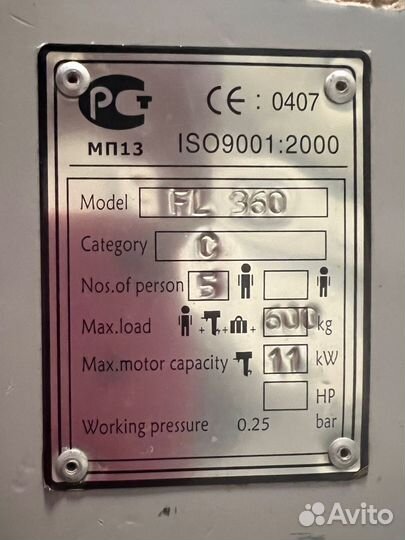 РСТ CE : 0407
МП13 ISO9001:2000
Model FL 360
Category C
Nos.of person 5
Max.load + + + 600 kg
Max.motor capacity 11 kW
HP
Working pressure 0.25 bar
Avito